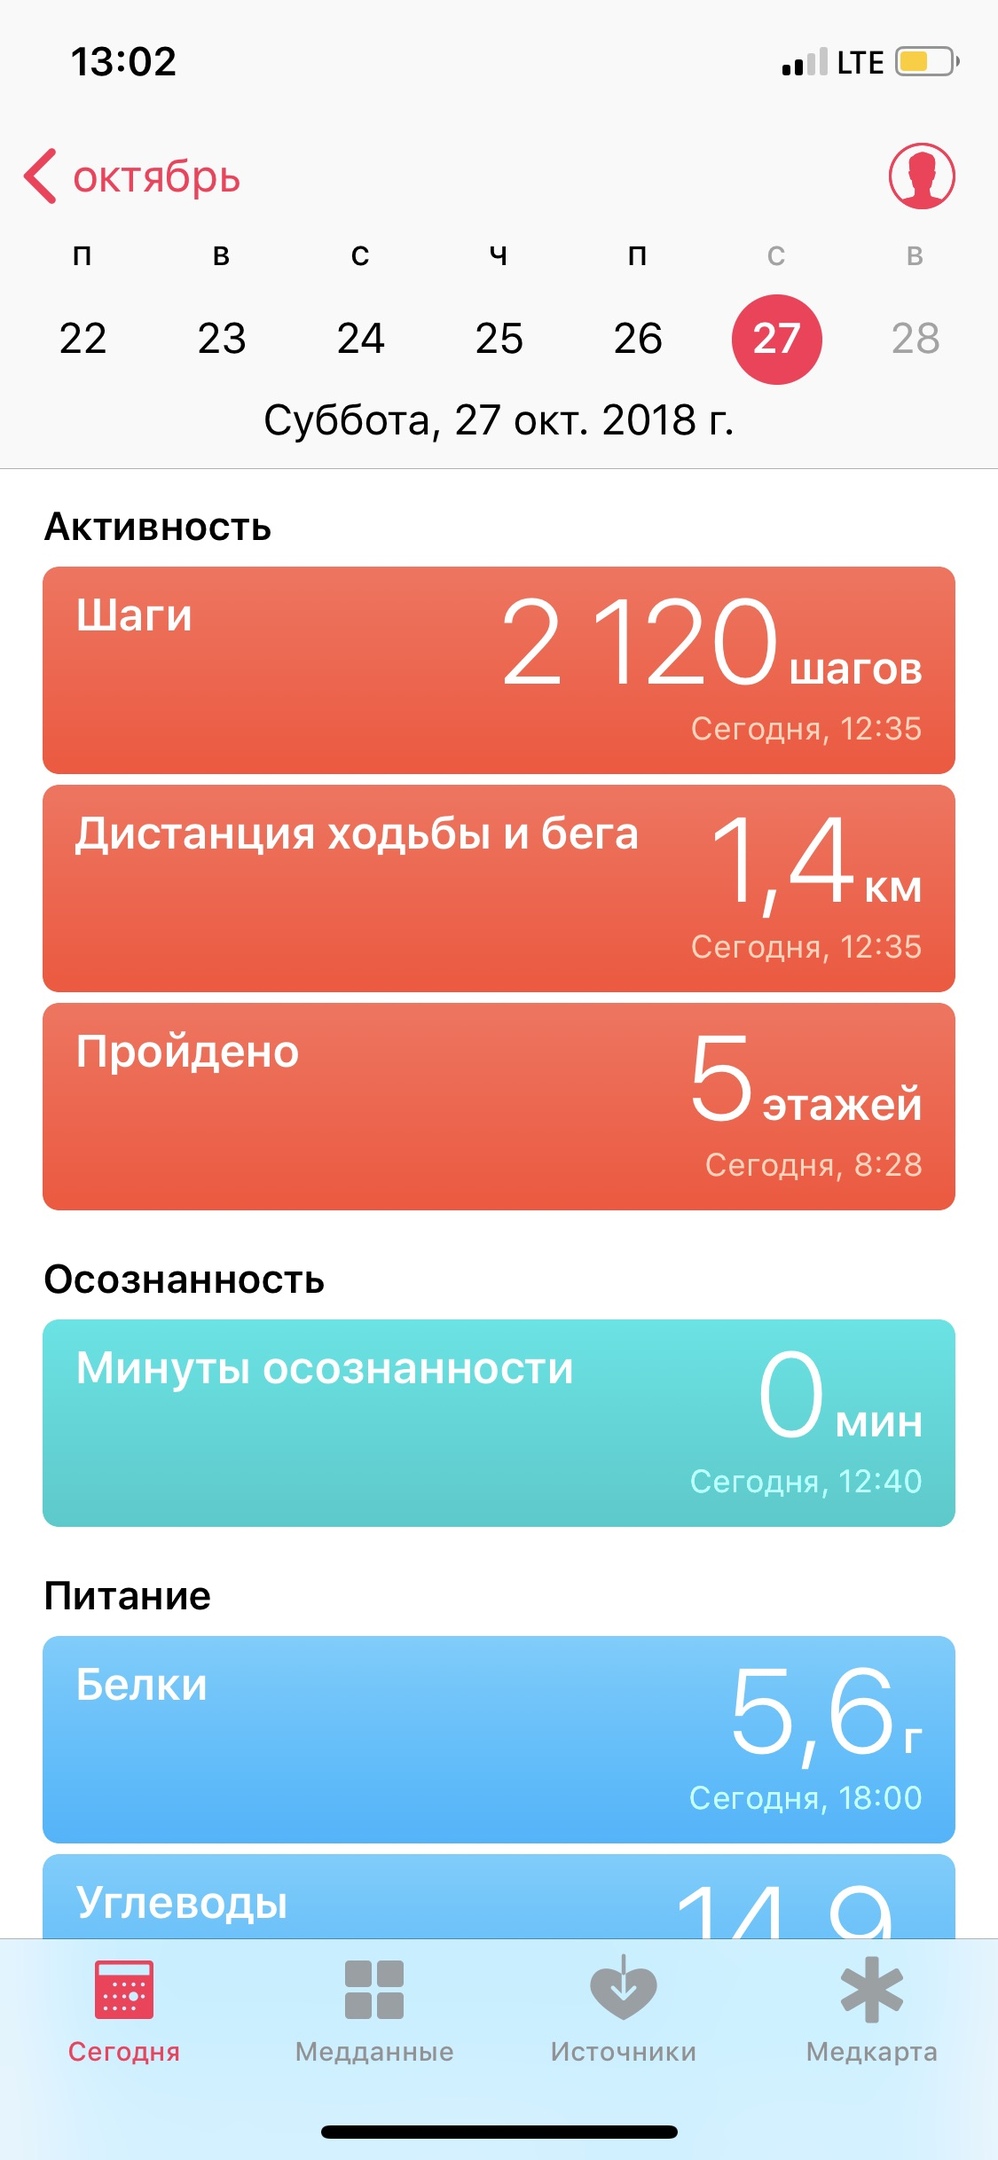 13:02 LTE
октябрь
П В С Ч П С В
22 23 24 25 26 27 28
Суббота, 27 окт. 2018 г.
Активность
Шаги 2 120 шагов
Сегодня, 12:35
Дистанция ходьбы и бега 1,4 км
Сегодня, 12:35
Пройдено 5 этажей
Сегодня, 8:28
Осознанность
Минуты осознанности 0 мин
Сегодня, 12:40
Питание
Белки 5,6 г
Сегодня, 18:00
Углеводы 14,9
Сегодня Медданные Источники Медкарта